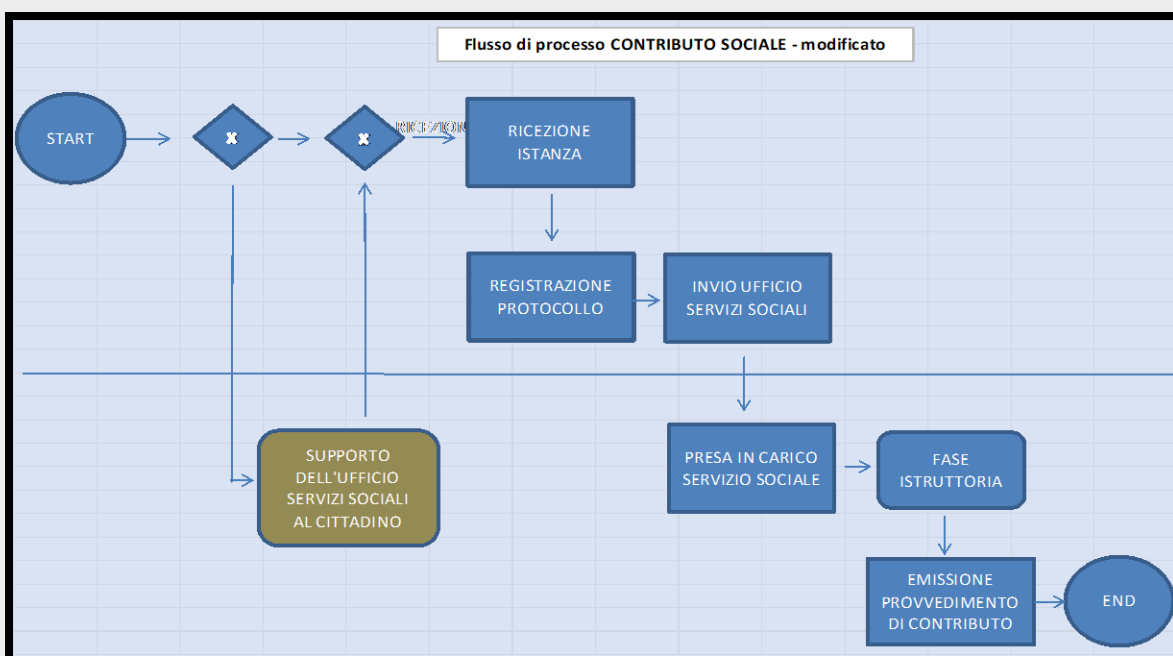 Flusso di processo CONTRIBUTO SOCIALE - modificato
START
X
X
RICEZION
RICEZIONE
ISTANZA
REGISTRAZIONE
PROTOCOLLO
INVIO UFFICIO
SERVIZI SOCIALI
SUPPORTO
DELL'UFFICIO
SERVIZI SOCIALI
AL CITTADINO
PRESA IN CARICO
SERVIZIO SOCIALE
FASE
ISTRUTTORIA
EMISSIONE
PROVVEDIMENTO
DI CONTRIBUTO
END